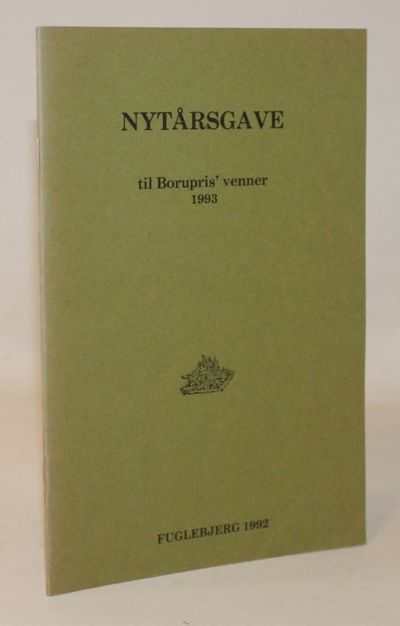 NYTÅRSGAVE
til Borupris' venner
1993
FUGLEBJERG 1992